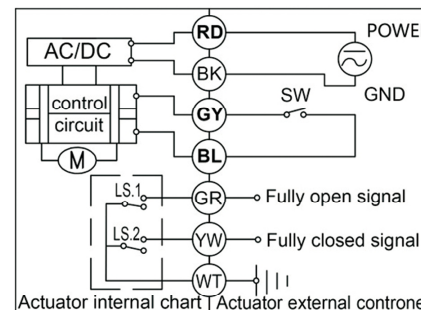 RD
POWE
AC/DC
BK
GND
control
circuit
GY
SW
BL
M
LS.1
GR
Fully open signal
LS.2
YW
Fully closed signal
WT
Actuator internal chart
Actuator external controne